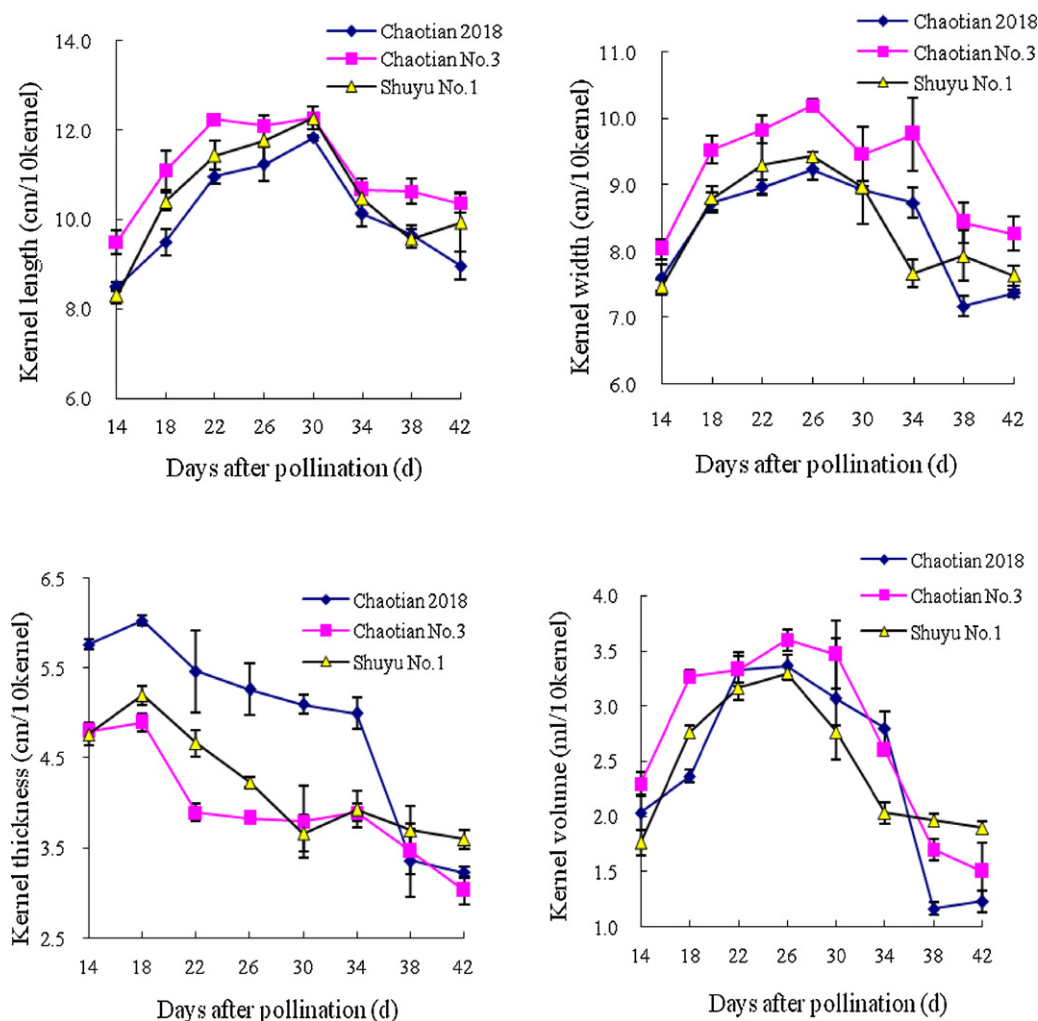 Chaotian 2018
Chaotian No.3
Shuyu No.1
Kernel length (cm/10kernel)
14.0
12.0
10.0
8.0
6.0
14 18 22 26 30 34 38 42
Days after pollination (d)
Chaotian 2018
Chaotian No.3
Shuyu No.1
Kernel width (cm/10kernel)
11.0
10.0
9.0
8.0
7.0
6.0
14 18 22 26 30 34 38 42
Days after pollination (d)
Chaotian 2018
Chaotian No.3
Shuyu No.1
Kernel thickness (cm/10kernel)
6.5
5.5
4.5
3.5
2.5
14 18 22 26 30 34 38 42
Days after pollination (d)
Chaotian 2018
Chaotian No.3
Shuyu No.1
Kernel volume (ml/10kernel)
4.0
3.5
3.0
2.5
2.0
1.5
1.0
14 18 22 26 30 34 38 42
Days after pollination (d)